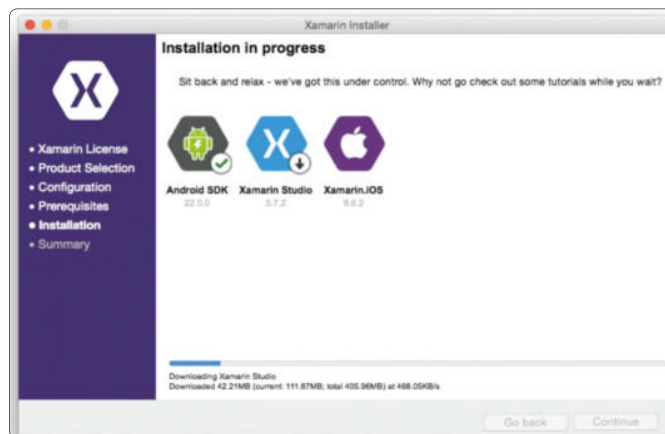 Xamarin Installer
Installation in progress
Sit back and relax - we've got this under control. Why not go check out some tutorials while you wait?
• Xamarin License
• Product Selection
• Configuration
• Prerequisites
• Installation
• Summary
Android SDK
22.0.0
Xamarin Studio
5.7.2
Xamarin.iOS
8.6.2
Downloading Xamarin Studio
Downloaded 42.21MB (current: 111.87MB; total 405.96MB) at 468.05KB/s
Go back
Continue